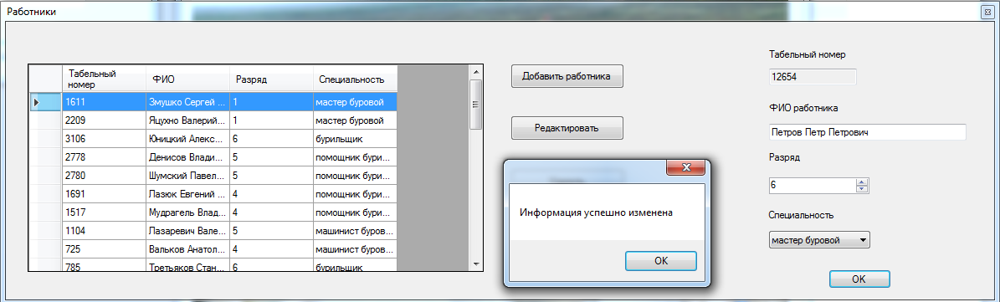 Работники
Табельный номер ФИО Разряд Специальность
1611 Змушко Сергей ... 1 мастер буровой
2209 Яцухно Валерий... 1 мастер буровой
3106 Юницкий Алекс... 6 бурильщик
2778 Денисов Влади... 5 помощник бури...
2780 Шумский Павел... 5 помощник бури...
1691 Лазюк Евгений ... 4 помощник бури...
1517 Мудрагель Влад... 4 помощник бури...
1104 Лазаревич Вале... 5 машинист буров...
725 Вальков Анатол... 4 машинист буров...
785 Третьяков Стан... 6 бурильщик
Добавить работника
Редактировать
Информация успешно изменена
OK
Табельный номер
12654
ФИО работника
Петров Петр Петрович
Разряд
6
Специальность
мастер буровой
OK